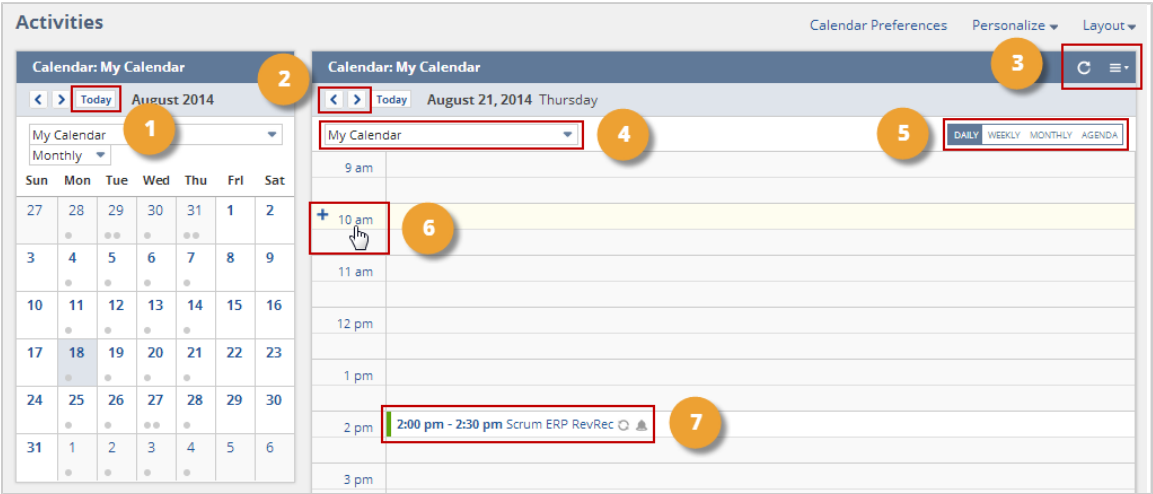 Activities
Calendar Preferences Personalize Layout
Calendar: My Calendar
Today August 2014
1
My Calendar
Monthly
Sun Mon Tue Wed Thu Fri Sat
27 28 29 30 31 1 2
3 4 5 6 7 8 9
10 11 12 13 14 15 16
17 18 19 20 21 22 23
24 25 26 27 28 29 30
31 1 2 3 4 5 6
2
Calendar: My Calendar
3
Today August 21, 2014 Thursday
My Calendar
4
5
DAILY WEEKLY MONTHLY AGENDA
9 am
10 am
6
11 am
12 pm
1 pm
2 pm
2:00 pm - 2:30 pm Scrum ERP RevRec
7
3 pm